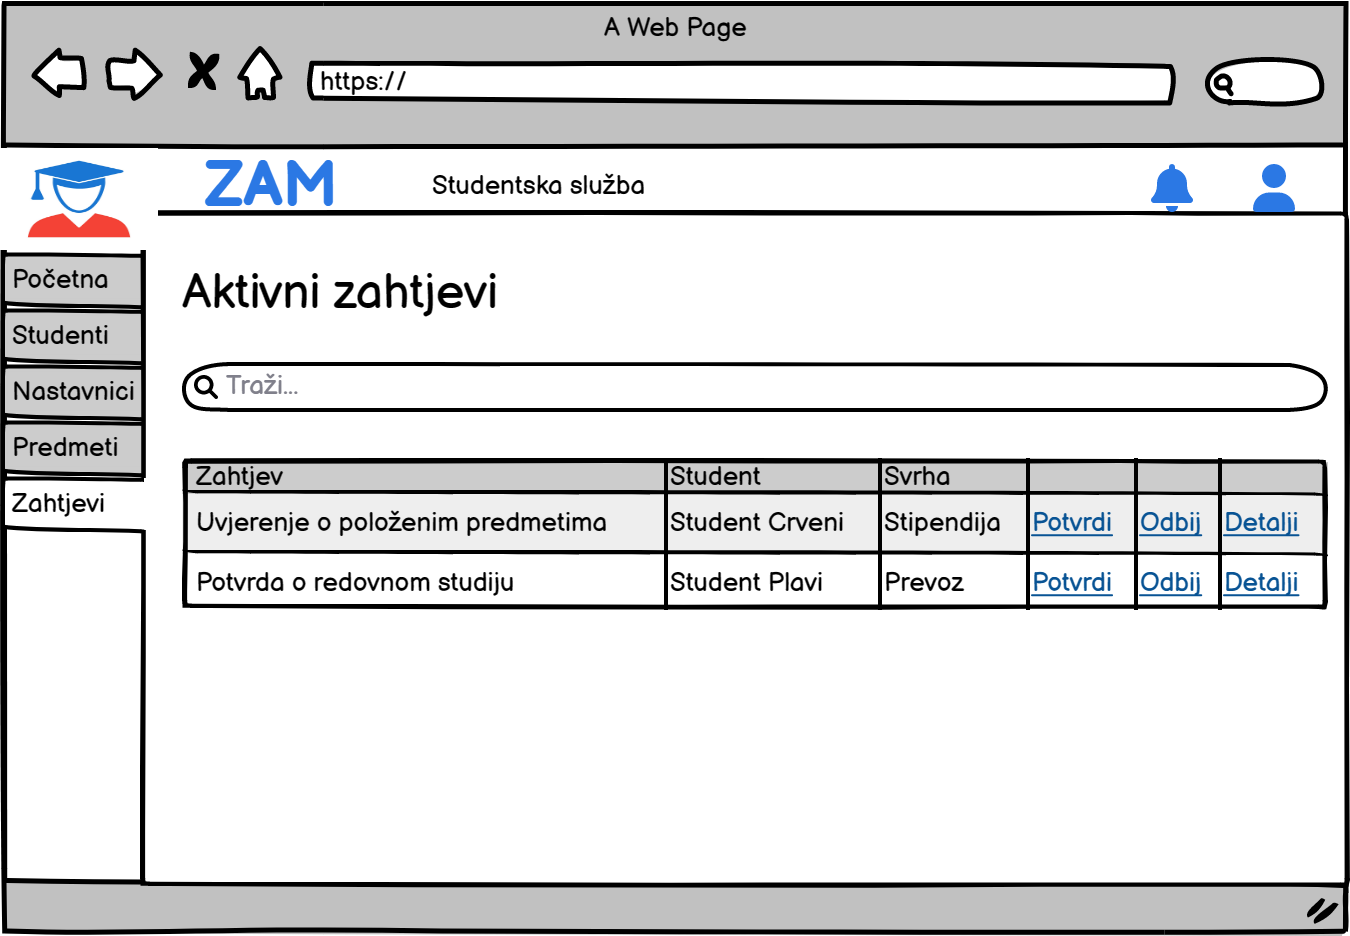 A Web Page
https://
ZAM
Studentska služba
Početna
Studenti
Nastavnici
Predmeti
Zahtjevi
Aktivni zahtjevi
Traži...
Zahtjev Student Svrha
Uvjerenje o položenim predmetima Student Crveni Stipendija Potvrdi Odbij Detalji
Potvrda o redovnom studiju Student Plavi Prevoz Potvrdi Odbij Detalji